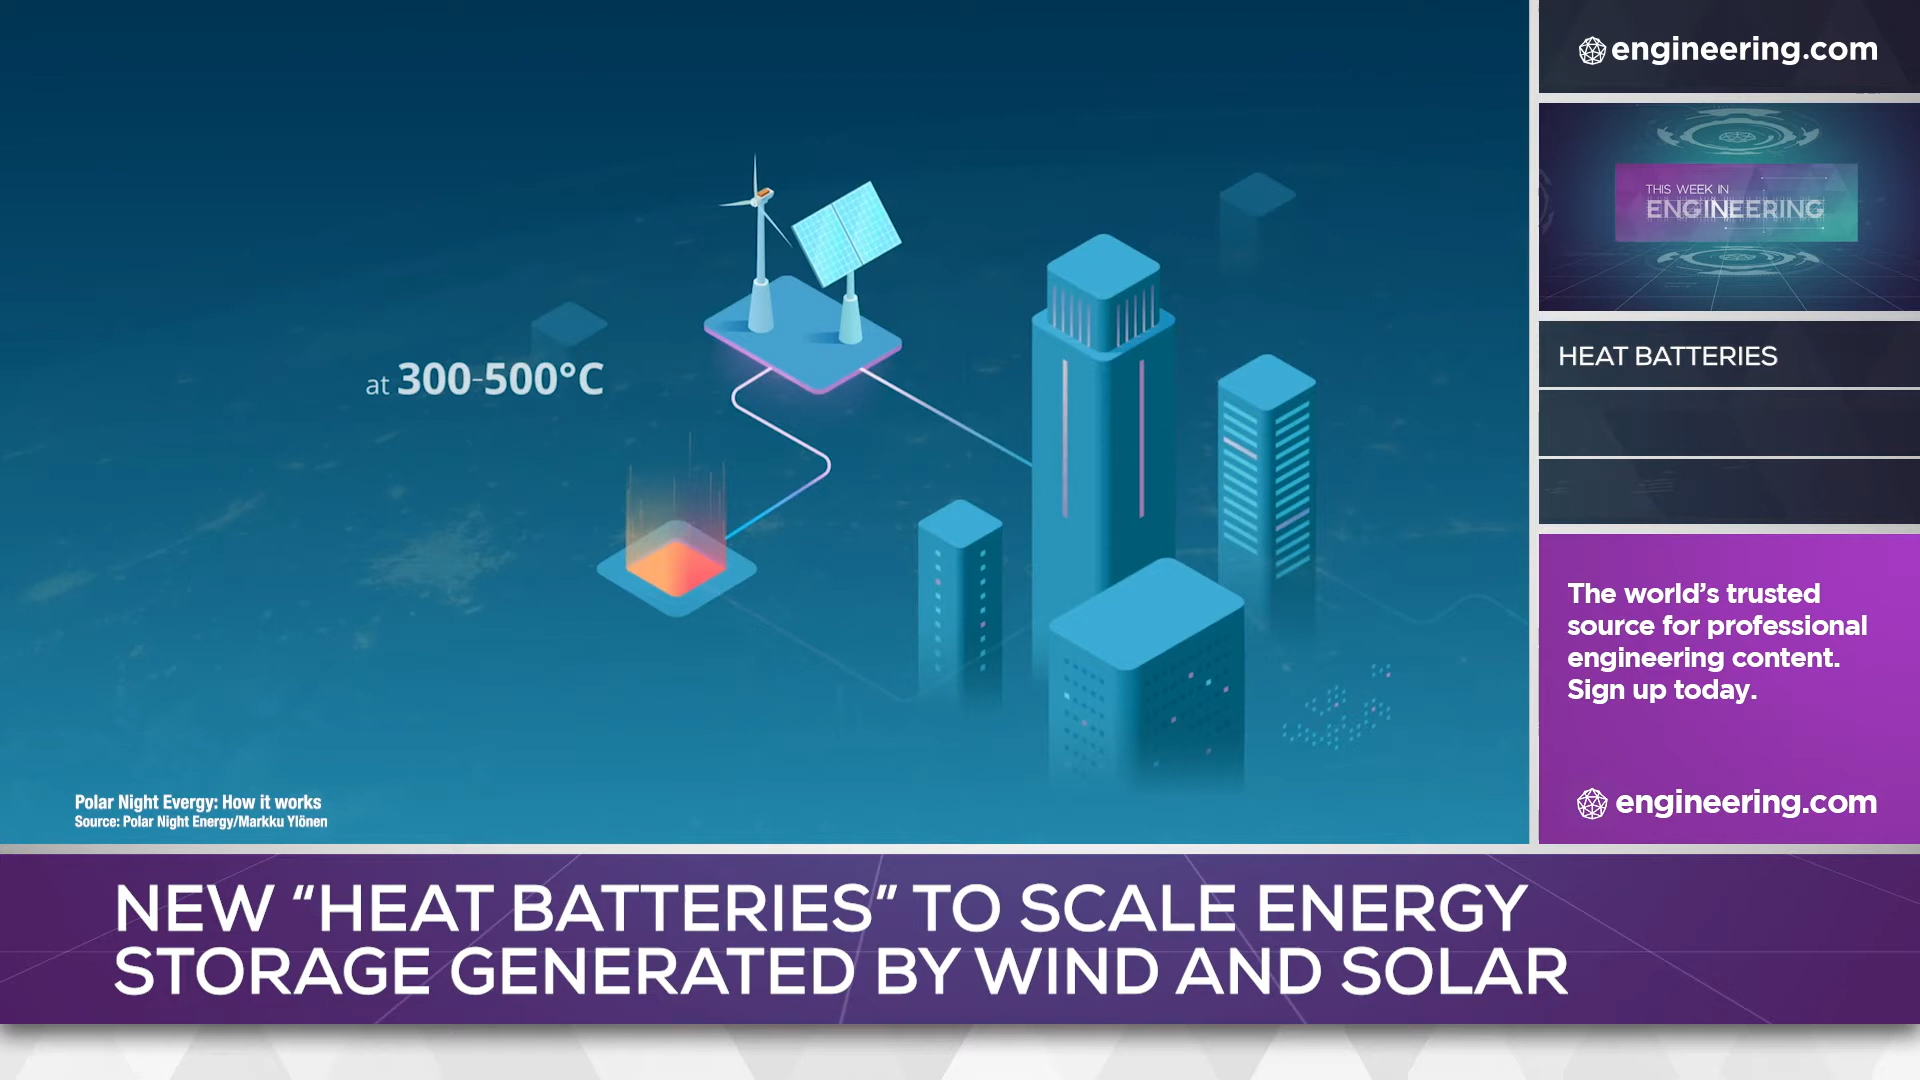 at 300-500°C
Polar Night Evergy: How it works
Source: Polar Night Energy/Markku Ylönen
engineering.com
THIS WEEK IN
ENGINEERING
HEAT BATTERIES
The world's trusted
source for professional
engineering content.
Sign up today.
engineering.com
NEW “HEAT BATTERIES” TO SCALE ENERGY
STORAGE GENERATED BY WIND AND SOLAR